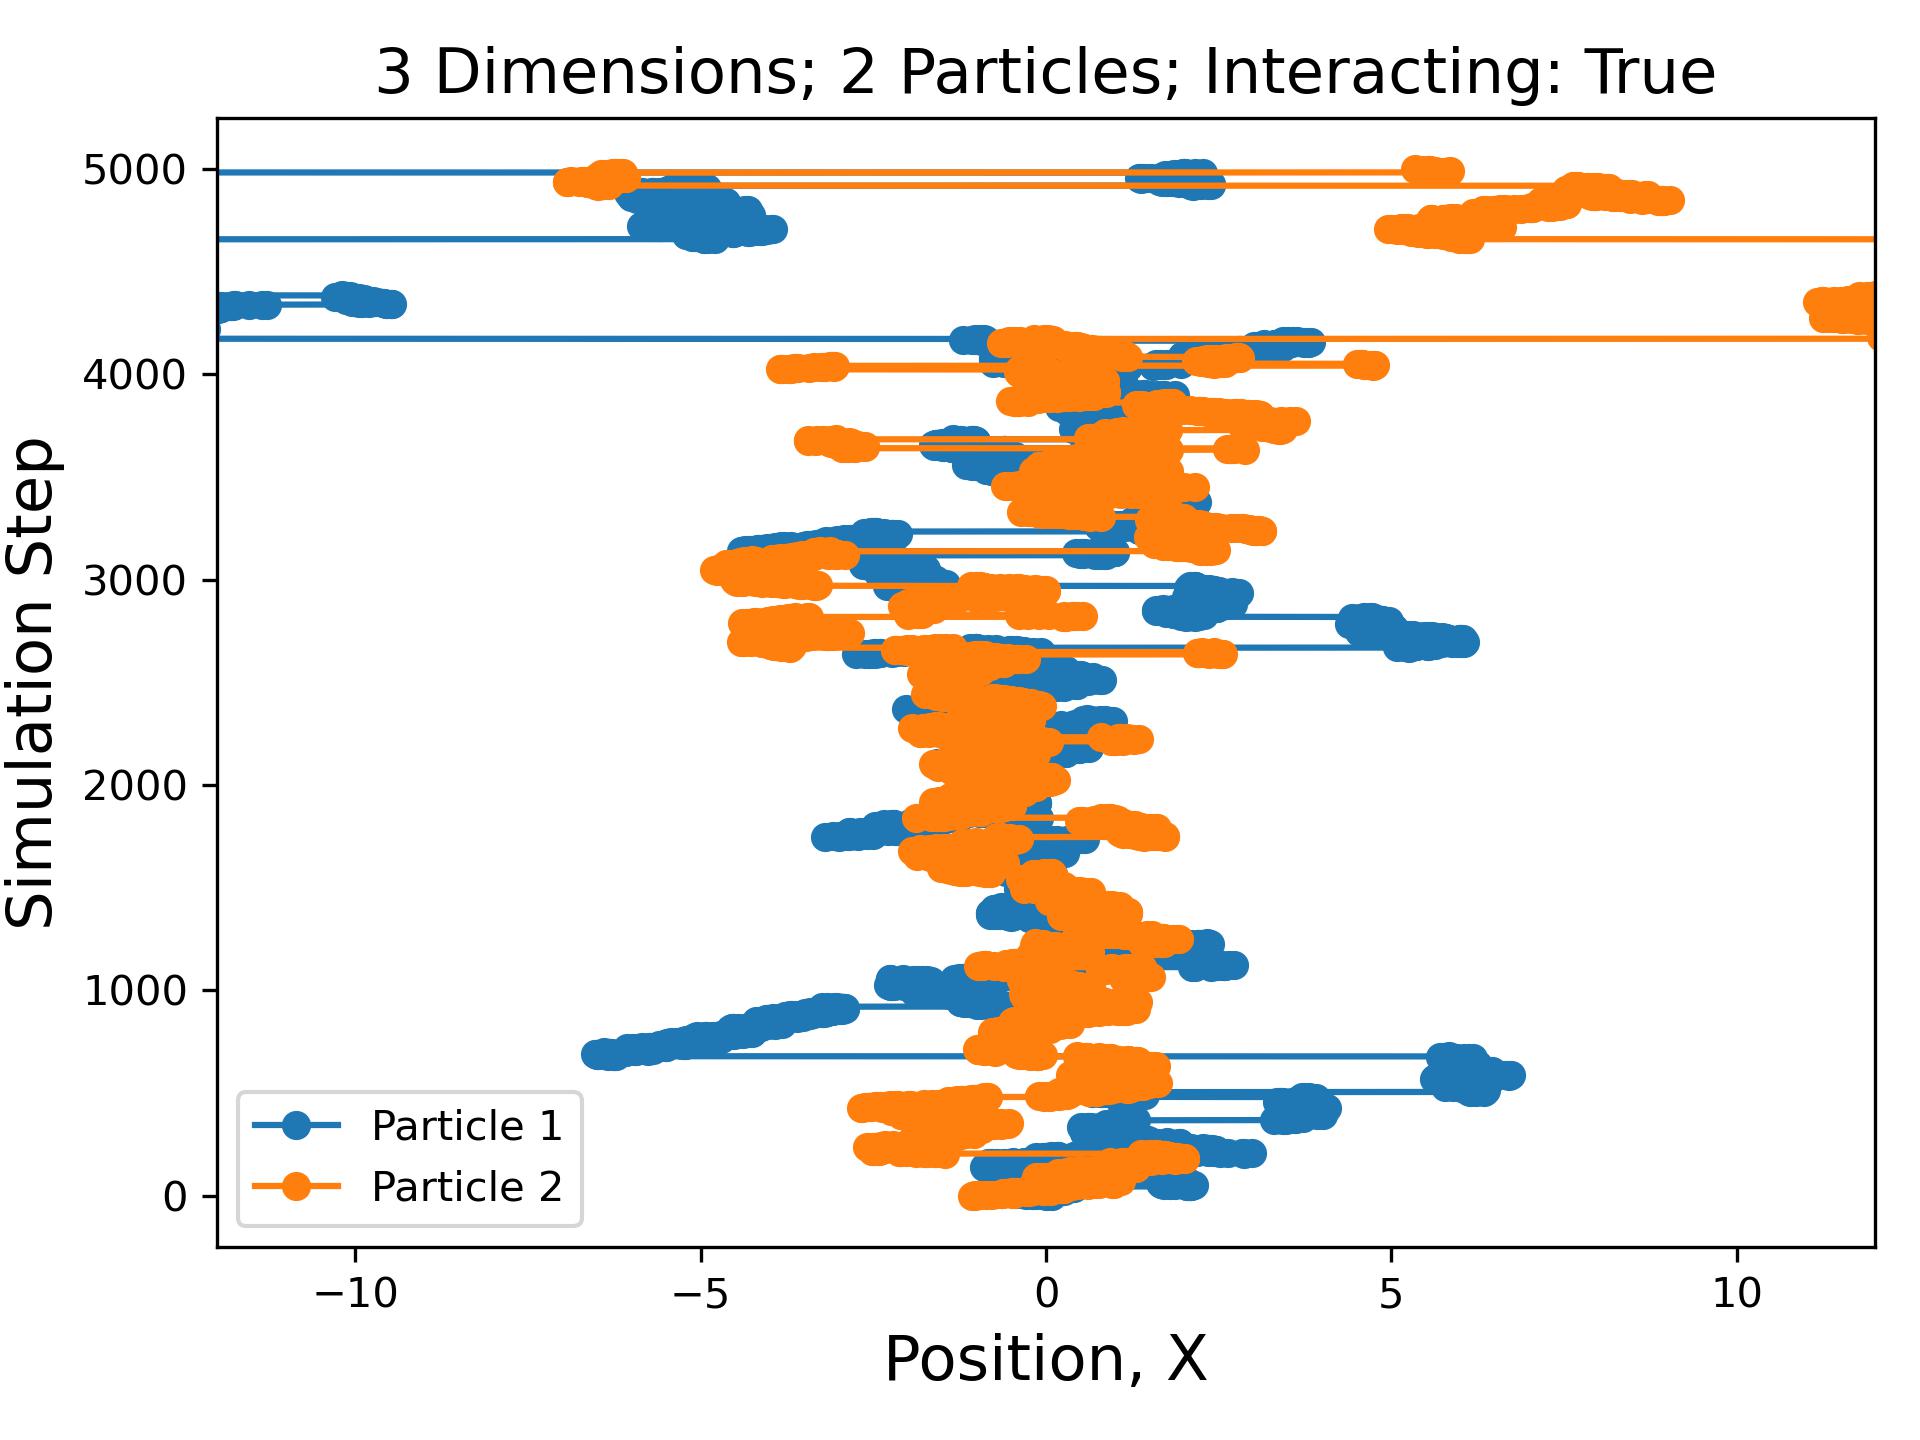 3 Dimensions; 2 Particles; Interacting: True
Simulation Step
5000
4000
3000
2000
1000
0
Particle 1
Particle 2
−10
−5
0
5
10
Position, X